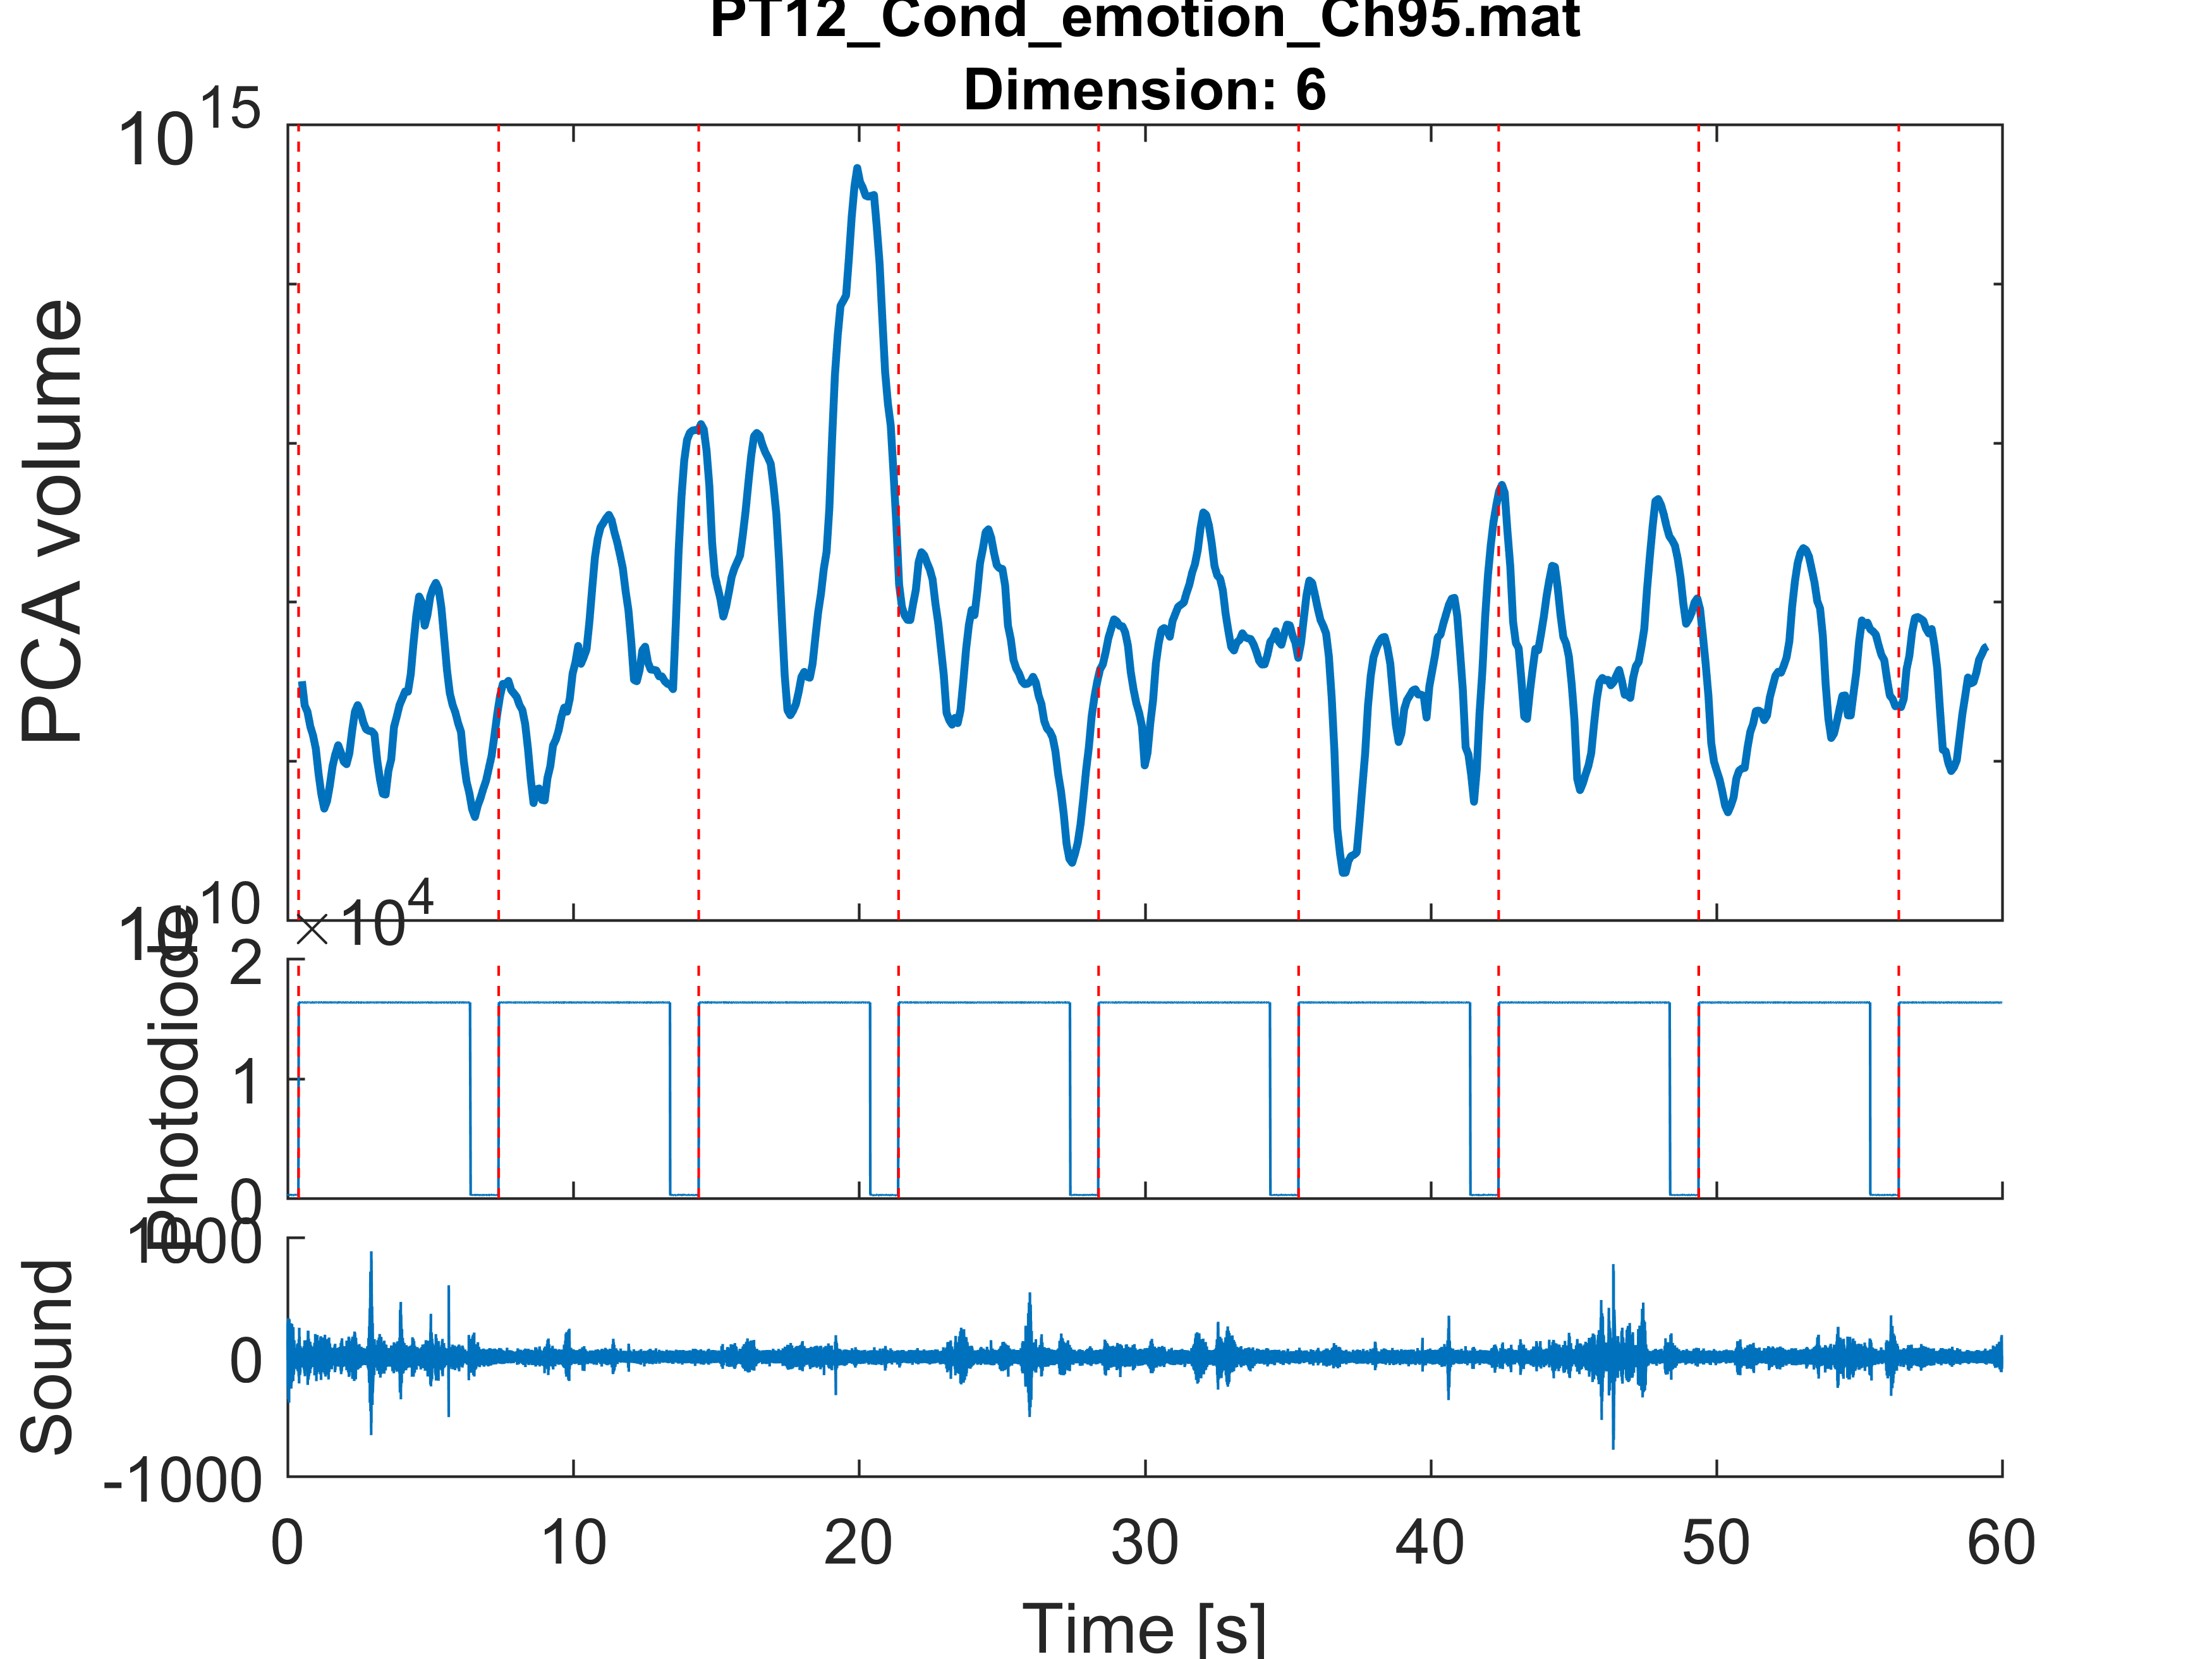 PT12_Cond_emotion_Ch95.mat
Dimension: 6
10^15
PCA volume
10^10
×10^4
2
1
0
Photodiode
1000
0
-1000
Sound
0 10 20 30 40 50 60
Time [s]